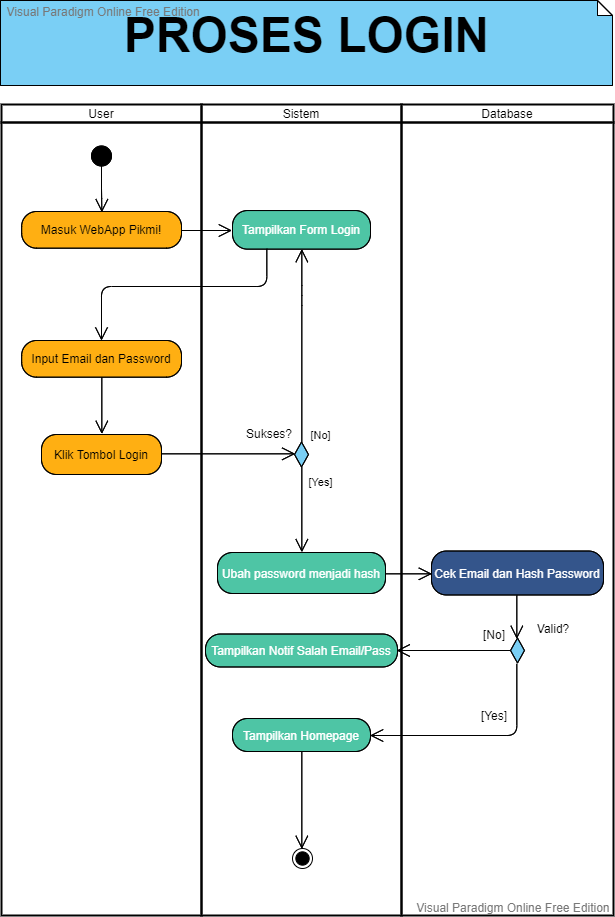 Visual Paradigm Online Free Edition
PROSES LOGIN
User
Sistem
Database
Masuk WebApp Pikmi!
Tampilkan Form Login
Input Email dan Password
Klik Tombol Login
Sukses?
[No]
[Yes]
Ubah password menjadi hash
Cek Email dan Hash Password
Valid?
[No]
Tampilkan Notif Salah Email/Pass
[Yes]
Tampilkan Homepage
Visual Paradigm Online Free Edition